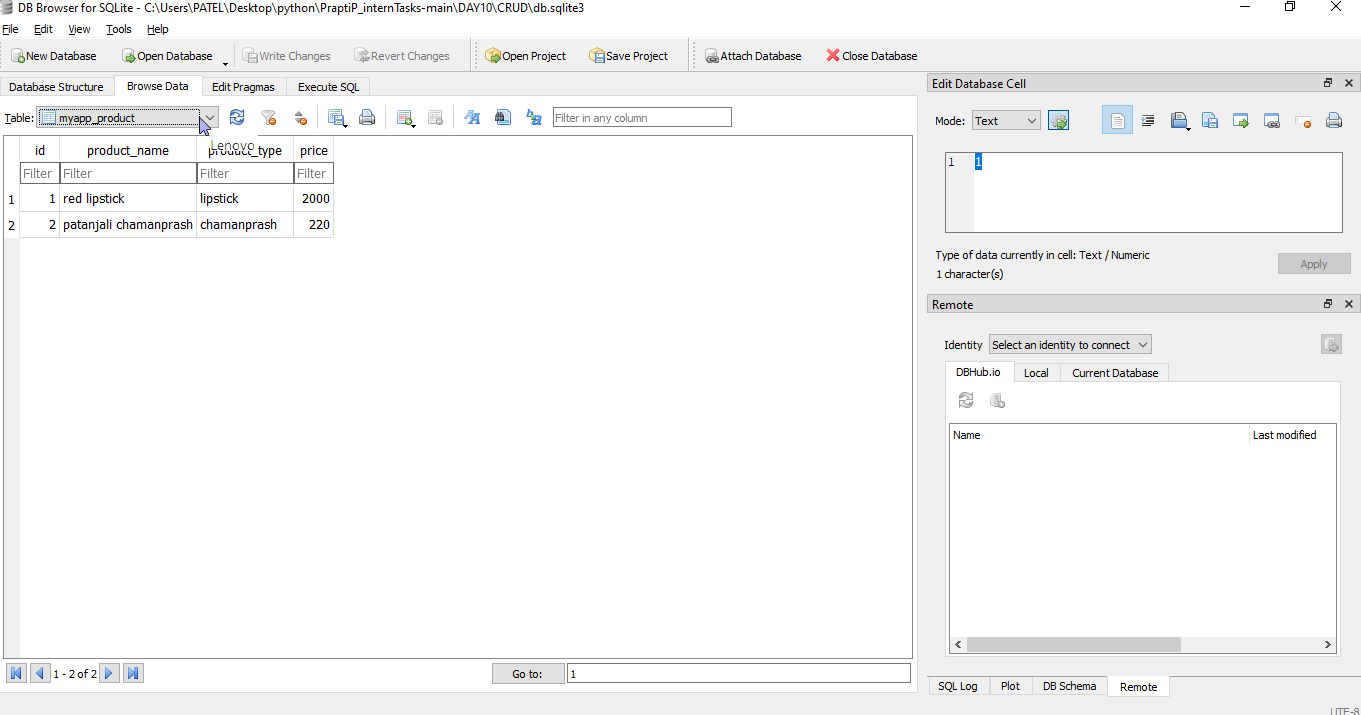 DB Browser for SQLite - C:\Users\PATEL\Desktop\python\PraptiP_internTasks-main\DAY10\CRUD\db.sqlite3
File Edit View Tools Help
New Database Open Database Write Changes Revert Changes Open Project Save Project Attach Database Close Database
Database Structure Browse Data Edit Pragmas Execute SQL
Table: myapp_product Filter in any column
Lenovo
id product_name product_type price
Filter Filter Filter Filter
1 1 red lipstick lipstick 2000
2 2 patanjali chamanprash chamanprash 220
1 - 2 of 2 Go to: 1
Edit Database Cell
Mode: Text
1 1
Type of data currently in cell: Text / Numeric
1 character(s)
Apply
Remote
Identity Select an identity to connect
DBHub.io Local Current Database
Name Last modified
SQL Log Plot DB Schema Remote